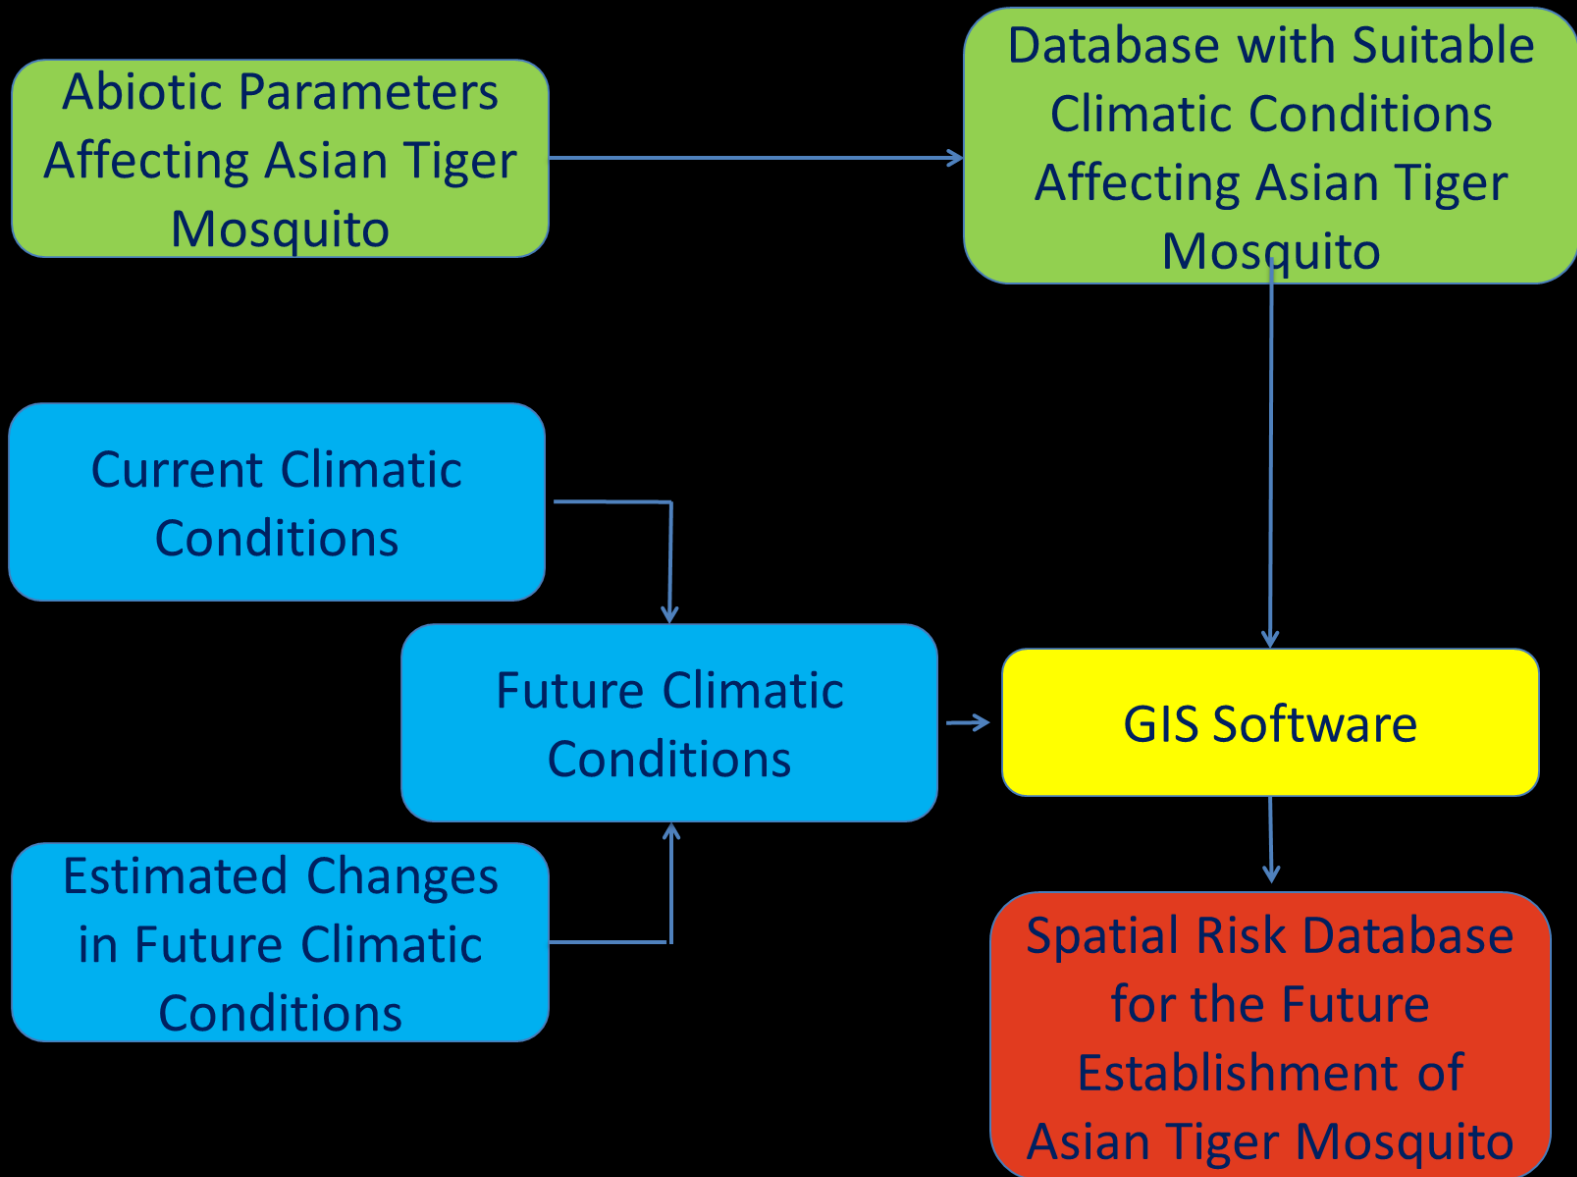 Abiotic Parameters
Affecting Asian Tiger
Mosquito
Database with Suitable
Climatic Conditions
Affecting Asian Tiger
Mosquito
Current Climatic
Conditions
Future Climatic
Conditions
GIS Software
Estimated Changes
in Future Climatic
Conditions
Spatial Risk Database
for the Future
Establishment of
Asian Tiger Mosquito